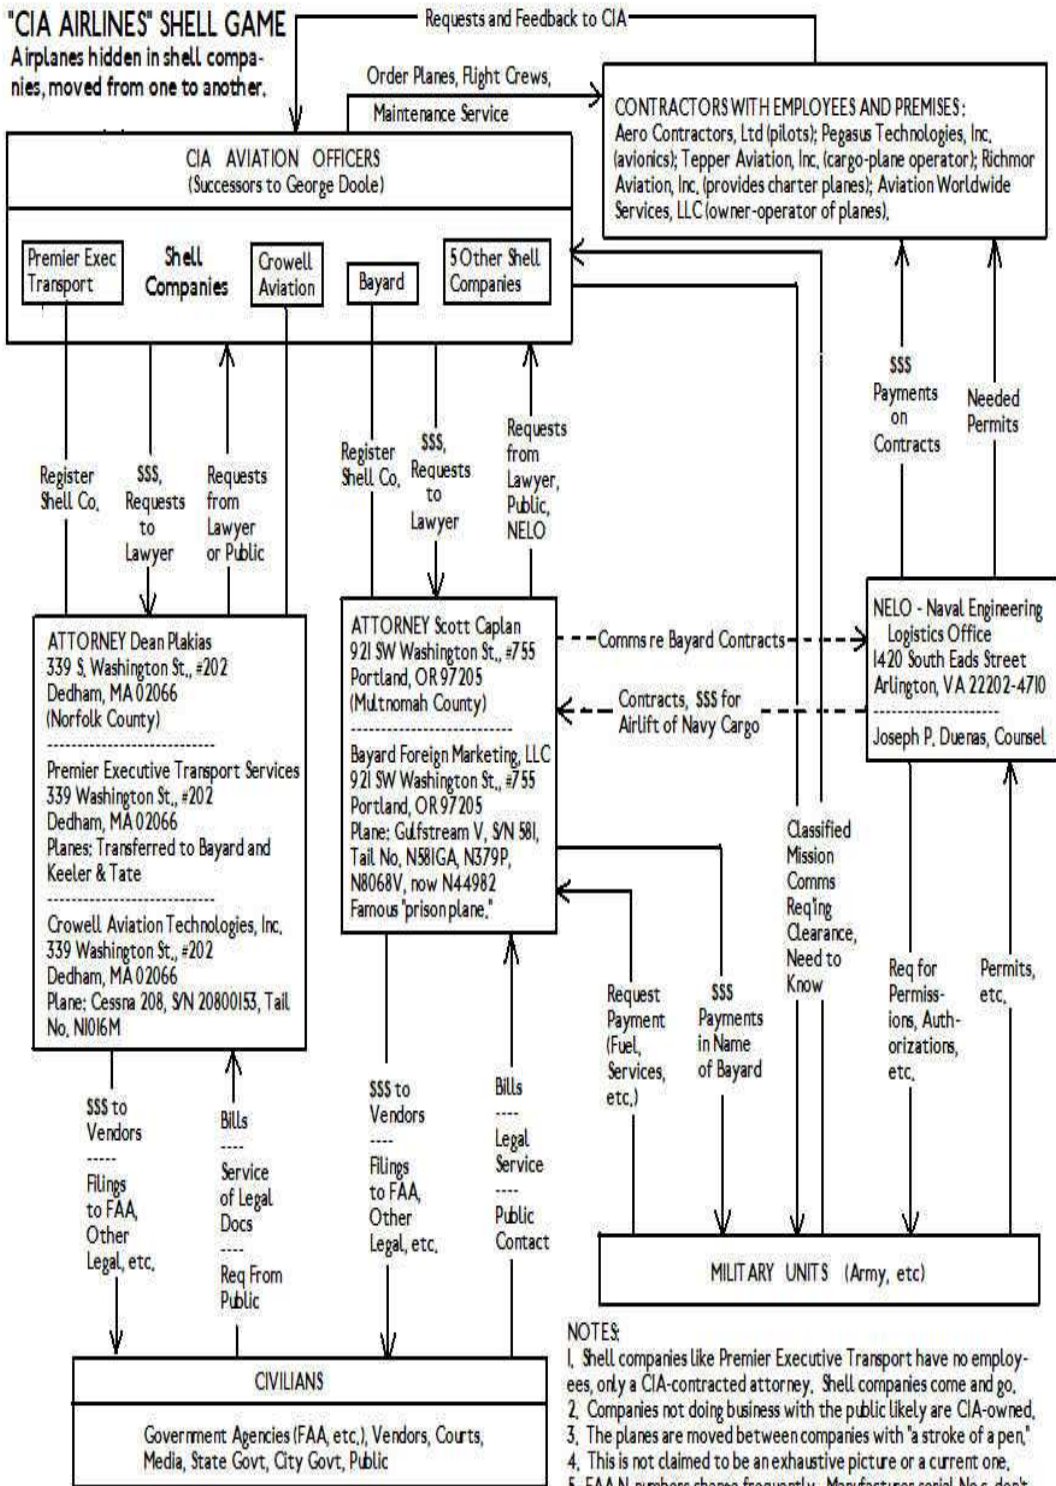 "CIA AIRLINES" SHELL GAME
Airplanes hidden in shell compa-
nies, moved from one to another.
Requests and Feedback to CIA
Order Planes, Flight Crews,
Maintenance Service
CONTRACTORS WITH EMPLOYEES AND PREMISES:
Aero Contractors, Ltd (pilots); Pegasus Technologies, Inc.
(avionics); Tepper Aviation, Inc. (cargo-plane operator); Richmor
Aviation, Inc. (provides charter planes); Aviation Worldwide
Services, LLC (owner-operator of planes).
CIA AVIATION OFFICERS
(Successors to George Doole)
Premier Exec
Transport
Shell
Companies
Crowell
Aviation
Bayard
5 Other Shell
Companies
Register
Shell Co.
$$$,
Requests
to
Lawyer
Requests
from
Lawyer
or Public
Register
Shell Co.
$$$,
Requests
to
Lawyer
Requests
from
Lawyer,
Public,
NELO
$$$
Payments
on
Contracts
Needed
Permits
ATTORNEY Dean Plakias
339 S. Washington St., #202
Dedham, MA 02066
(Norfolk County)
---------------------------
Premier Executive Transport Services
339 Washington St., #202
Dedham, MA 02066
Planes: Transferred to Bayard and
Keeler & Tate
---------------------------
Crowell Aviation Technologies, Inc.
339 Washington St., #202
Dedham, MA 02066
Plane: Cessna 208, S/N 20800153, Tail
No. N1016M
ATTORNEY Scott Caplan
921 SW Washington St., #755
Portland, OR 97205
(Multnomah County)
---------------------------
Bayard Foreign Marketing, LLC
921 SW Washington St., #755
Portland, OR 97205
Plane: Gulfstream V, S/N 581,
Tail No. N581GA, N379P,
N8068V, now N44982
Famous "prison plane."
Comms re Bayard Contracts
Contracts, $$$ for
Airlift of Navy Cargo
NELO - Naval Engineering
Logistics Office
1420 South Eads Street
Arlington, VA 22202-4710
--------------------
Joseph P. Duenas, Counsel
Classified
Mission
Comms
Req'ing
Clearance,
Need to
Know
Request
Payment
(Fuel,
Services,
etc.)
$$$
Payments
in Name
of Bayard
Req for
Permiss-
ions, Auth-
orizations,
etc.
Permits,
etc.
$$$ to
Vendors
-----
Filings
to FAA,
Other
Legal, etc.
Bills
----
Service
of Legal
Docs
----
Req From
Public
$$$ to
Vendors
----
Filings
to FAA,
Other
Legal, etc.
Bills
----
Legal
Service
----
Public
Contact
MILITARY UNITS (Army, etc)
CIVILIANS
Government Agencies (FAA, etc.), Vendors, Courts,
Media, State Govt, City Govt, Public
NOTES:
1. Shell companies like Premier Executive Transport have no employ-
ees, only a CIA-contracted attorney. Shell companies come and go.
2. Companies not doing business with the public likely are CIA-owned.
3. The planes are moved between companies with "a stroke of a pen."
4. This is not claimed to be an exhaustive picture or a current one.
5. FAA N-numbers change frequently. Manufacturer serial No.s don't